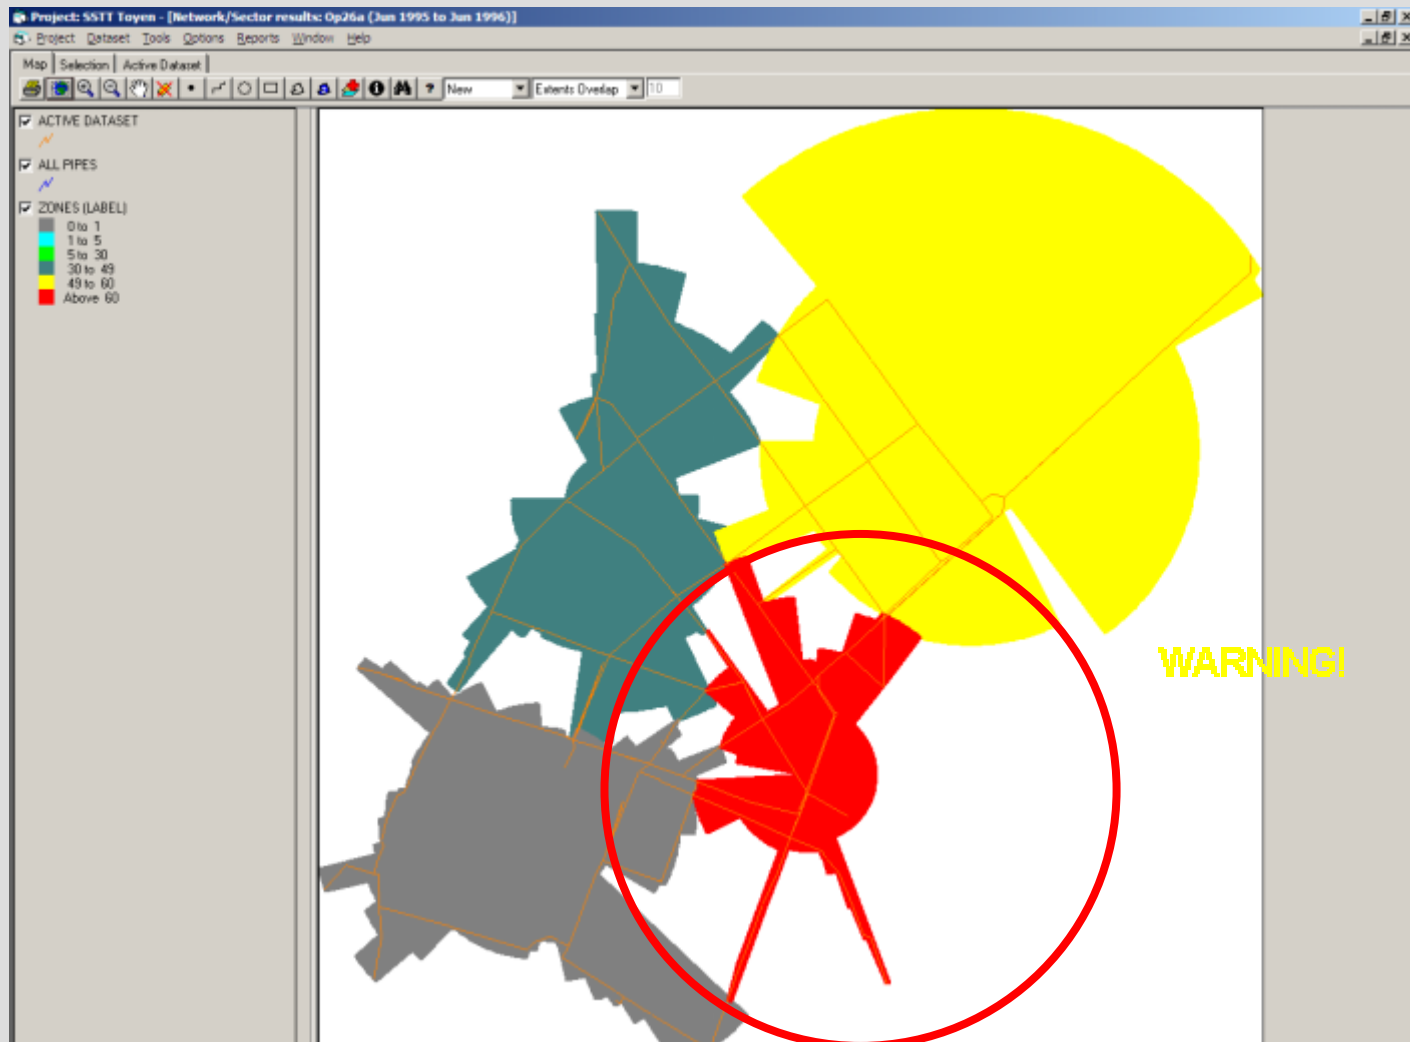 Project: SSTT Toyen - [Network/Sector results: Op26a (Jun 1995 to Jun 1996)]
Project Dataset Tools Options Reports Window Help
Map Selection Active Dataset
New Extents Overlap 10
ACTIVE DATASET
ALL PIPES
ZONES (LABEL)
0 to 1
1 to 5
5 to 30
30 to 49
49 to 60
Above 60
WARNING!